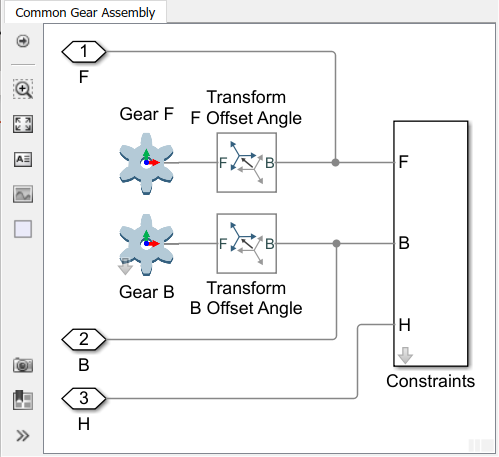 Common Gear Assembly
1
F
Gear F
Transform
F Offset Angle
F
B
F
Gear B
F
B
Transform
B Offset Angle
B
2
B
H
Constraints
3
H